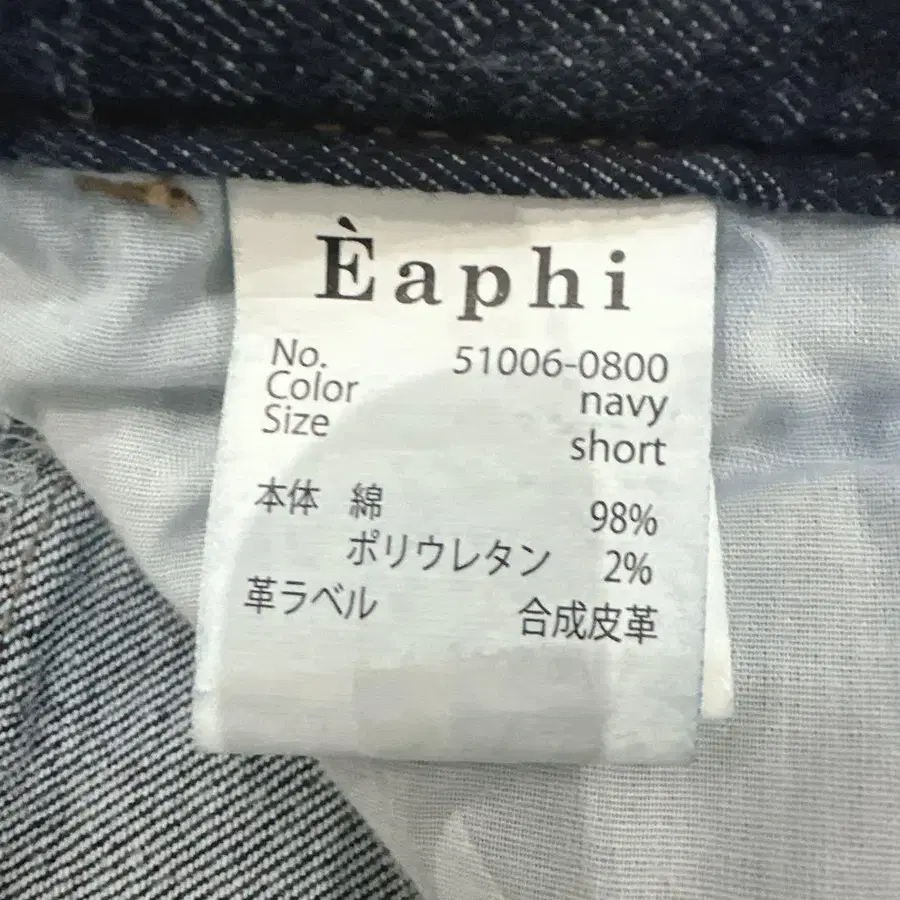 Èaphi
No. 51006-0800
Color navy
Size short
本体 綿 98%
ポリウレタン 2%
革ラベル 合成皮革